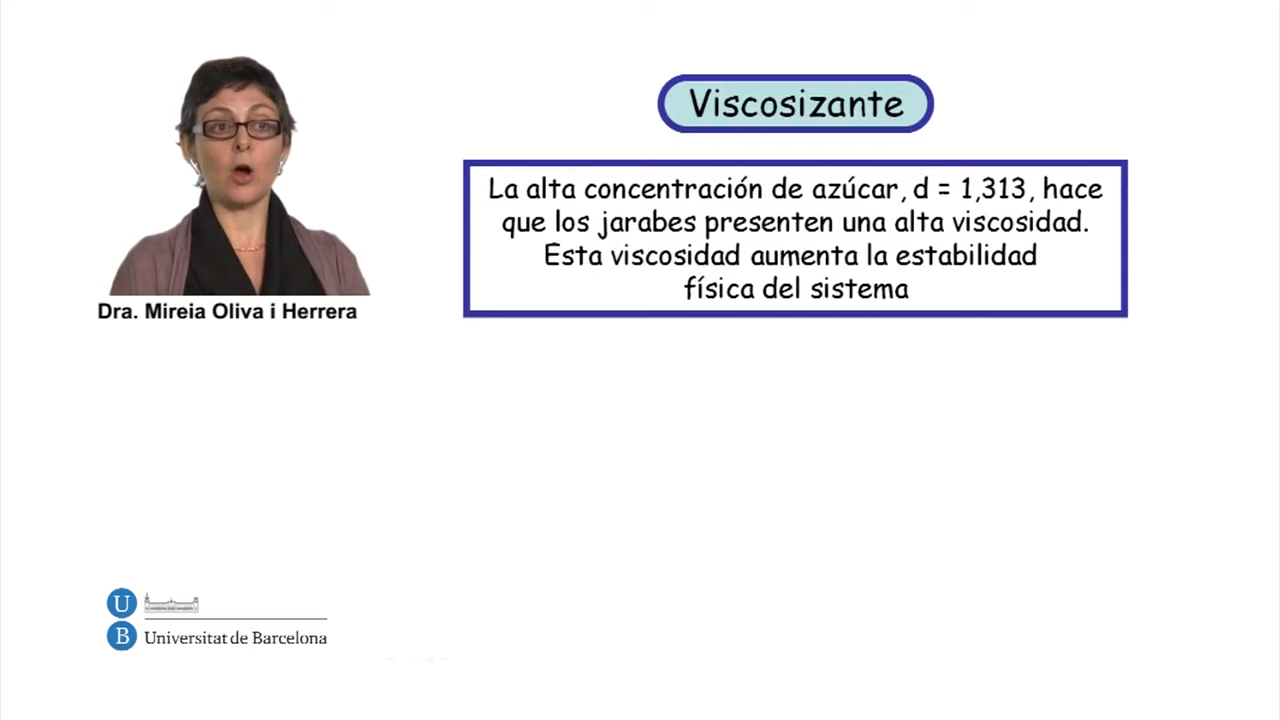 Viscosizante
La alta concentración de azúcar, d = 1,313, hace
que los jarabes presenten una alta viscosidad.
Esta viscosidad aumenta la estabilidad
física del sistema
Dra. Mireia Oliva i Herrera
U
B Universitat de Barcelona